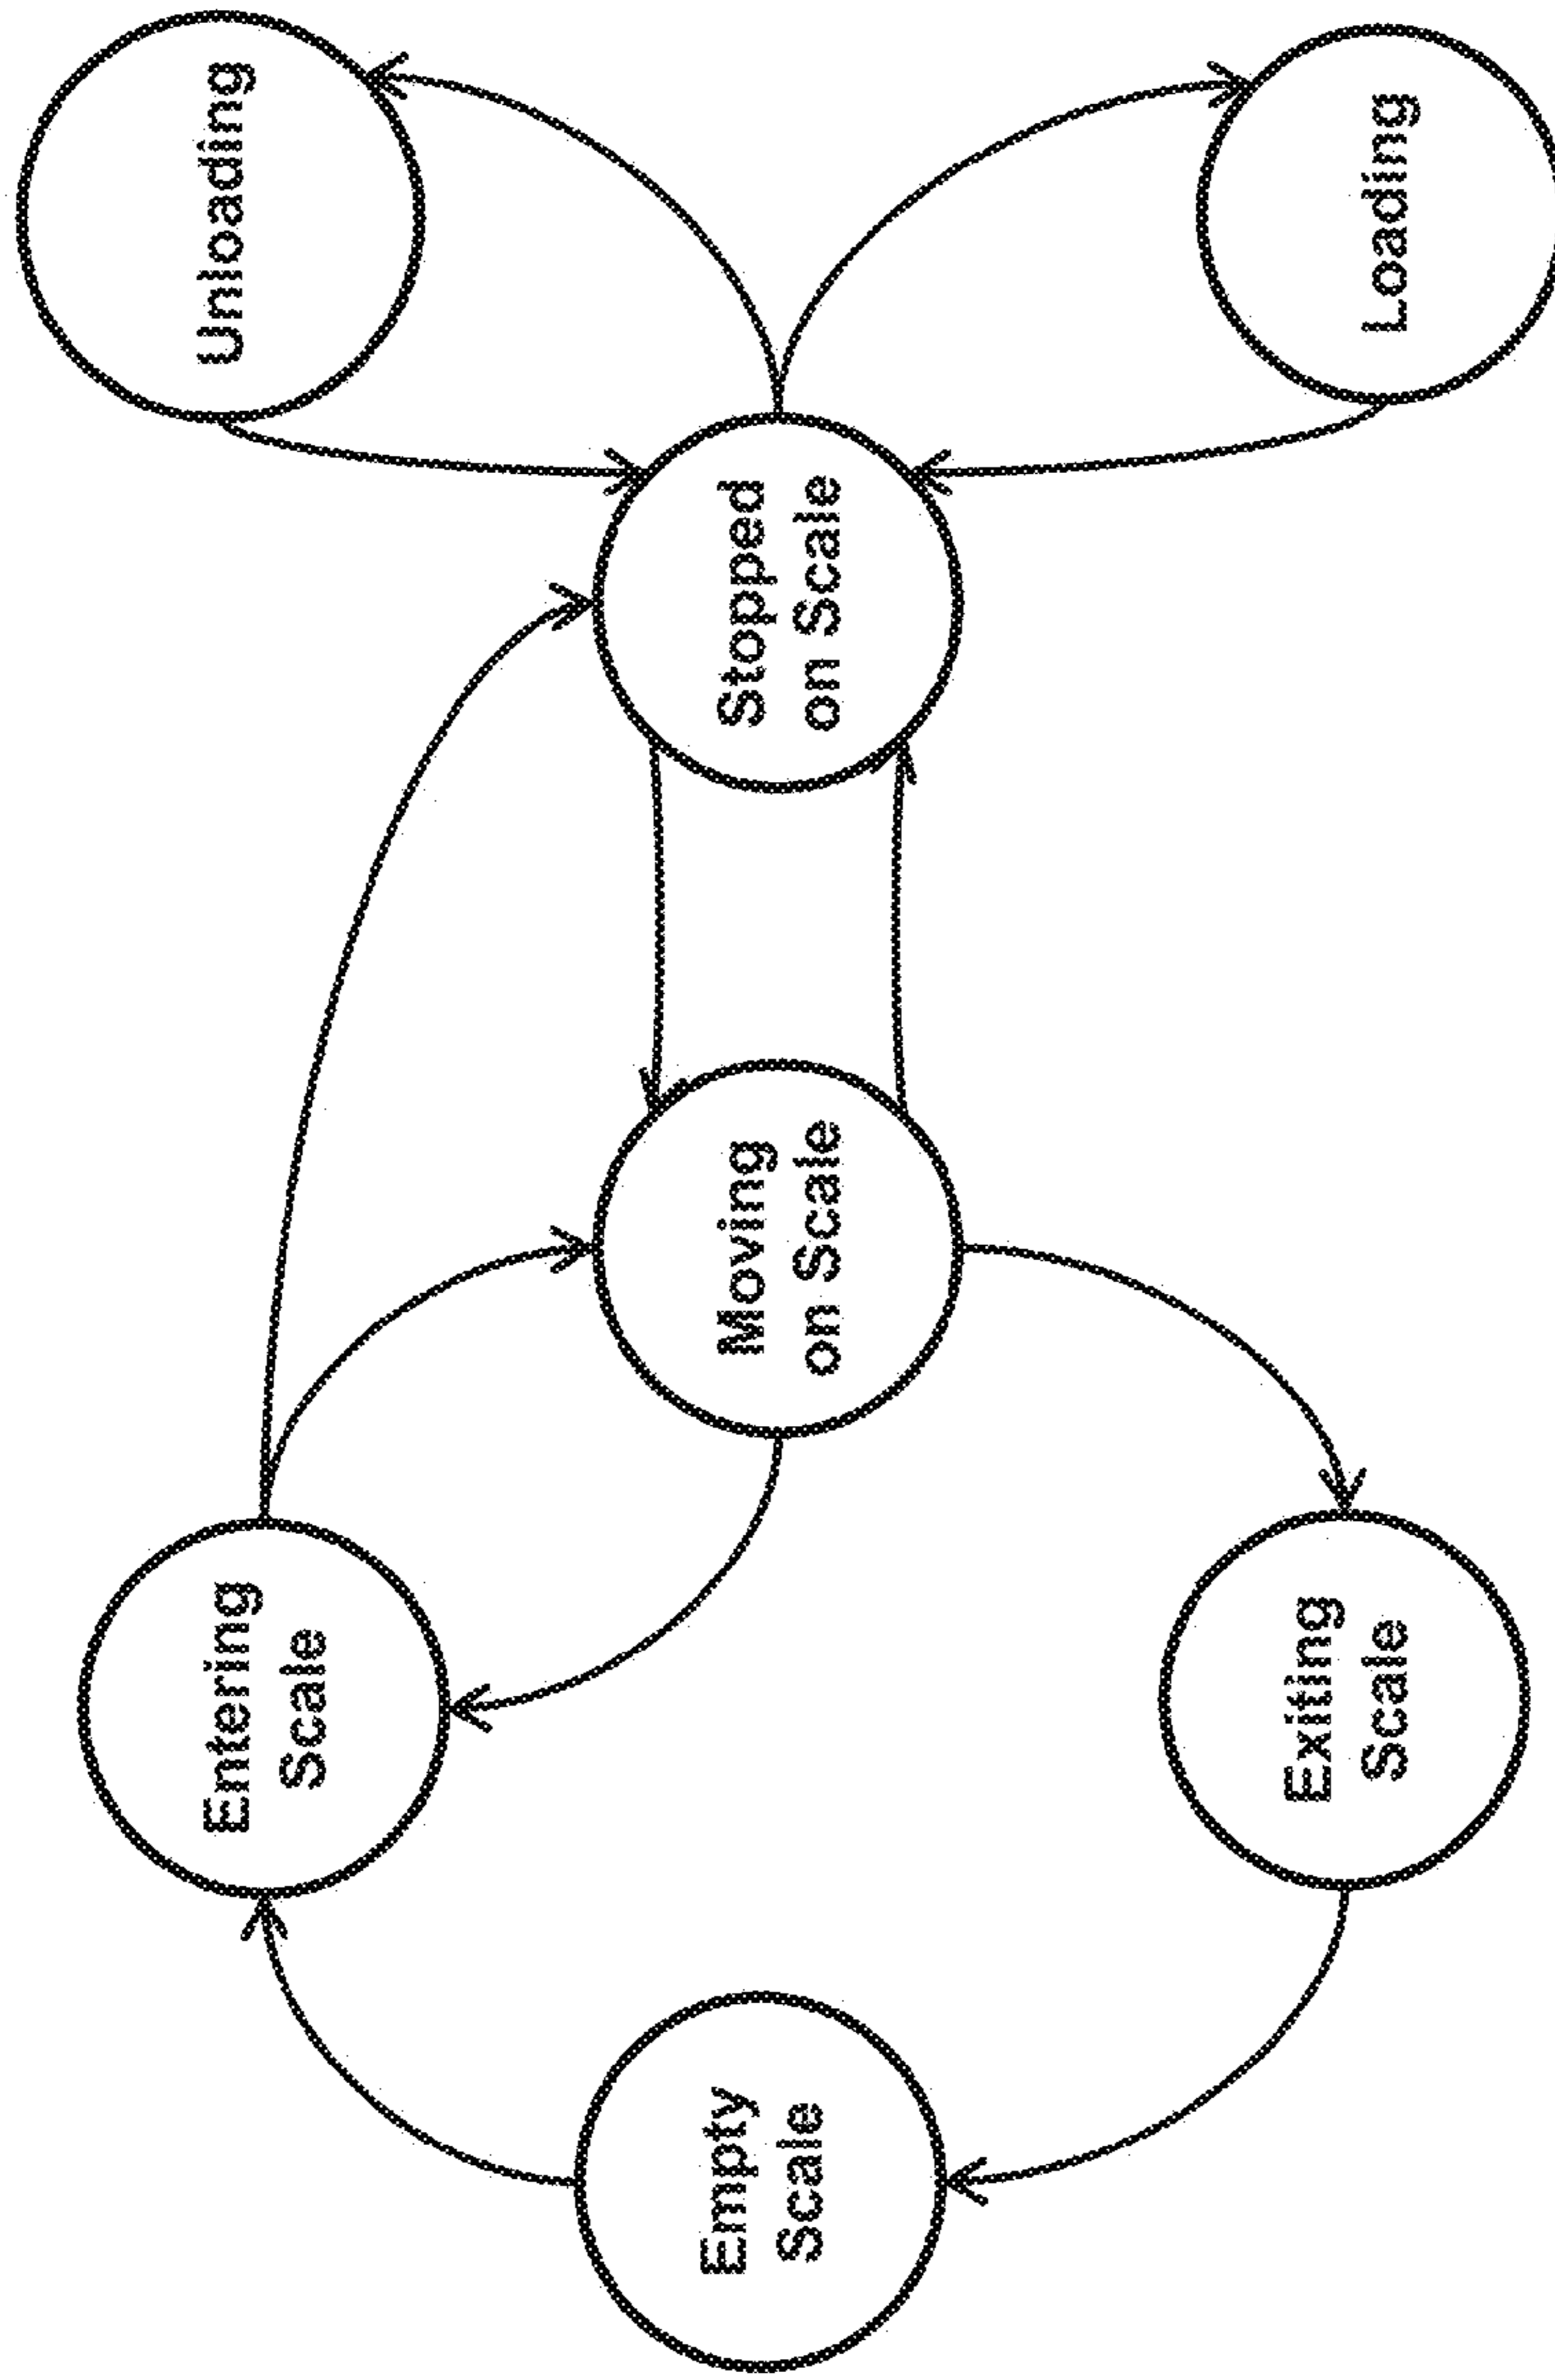 Unloading
Loading
Stopped
on Scale
Moving
on Scale
Entering
Scale
Exiting
Scale
Empty
Scale